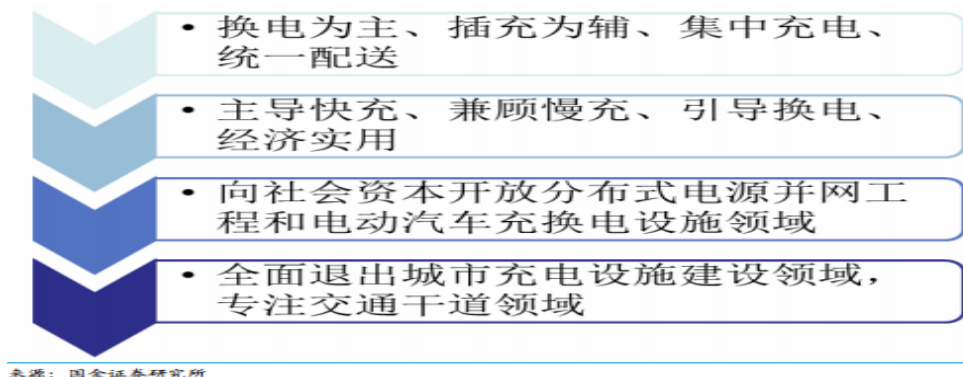 • 换电为主、插充为辅、集中充电、
统一配送
• 主导快充、兼顾慢充、引导换电、
经济实用
• 向社会资本开放分布式电源并网工
程和电动汽车充换电设施领域
• 全面退出城市充电设施建设领域，
专注交通干道领域
来源：国金证券研究所